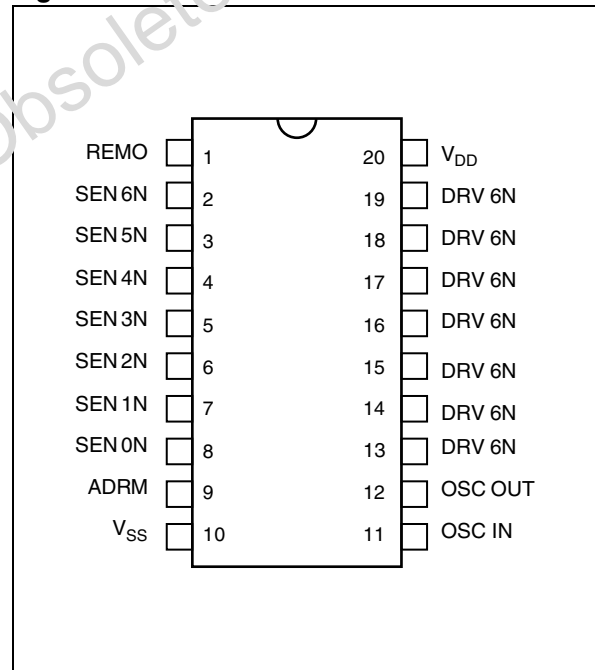 REMO 1 20 VDD
SEN 6N 2 19 DRV 6N
SEN 5N 3 18 DRV 6N
SEN 4N 4 17 DRV 6N
SEN 3N 5 16 DRV 6N
SEN 2N 6 15 DRV 6N
SEN 1N 7 14 DRV 6N
SEN 0N 8 13 DRV 6N
ADRM 9 12 OSC OUT
VSS 10 11 OSC IN